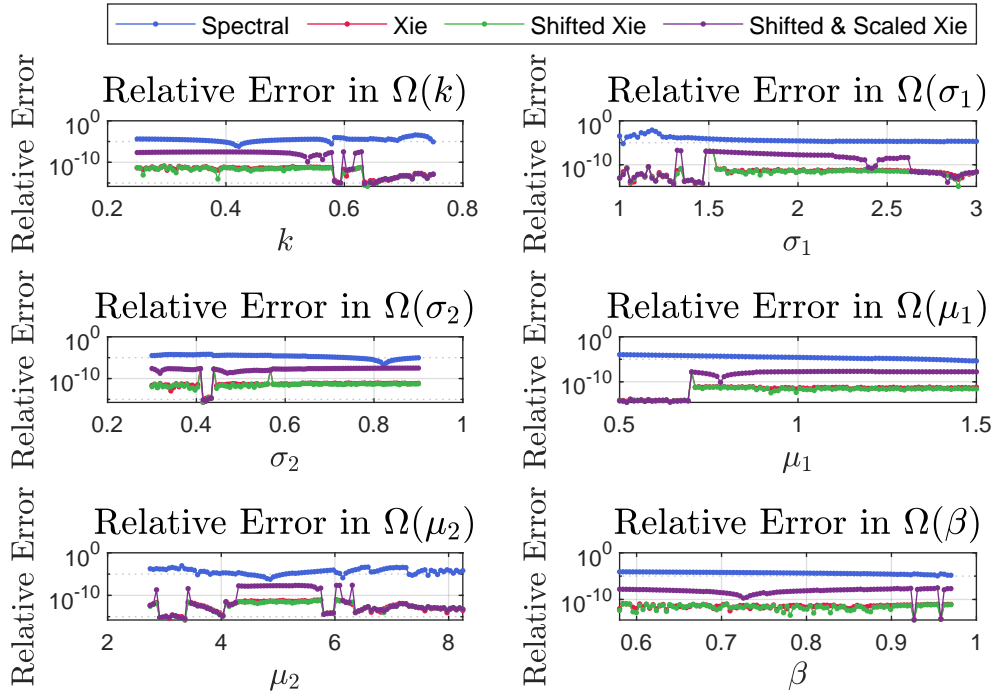 Spectral Xie Shifted Xie Shifted & Scaled Xie
Relative Error in Ω(k)
Relative Error
10^0
10^-10
0.2 0.4 0.6 0.8
k
Relative Error in Ω(σ₁)
Relative Error
10^0
10^-10
1 1.5 2 2.5 3
σ₁
Relative Error in Ω(σ₂)
Relative Error
10^0
10^-10
0.2 0.4 0.6 0.8 1
σ₂
Relative Error in Ω(μ₁)
Relative Error
10^0
10^-10
0.5 1 1.5
μ₁
Relative Error in Ω(μ₂)
Relative Error
10^0
10^-10
2 4 6 8
μ₂
Relative Error in Ω(β)
Relative Error
10^0
10^-10
0.6 0.7 0.8 0.9 1
β